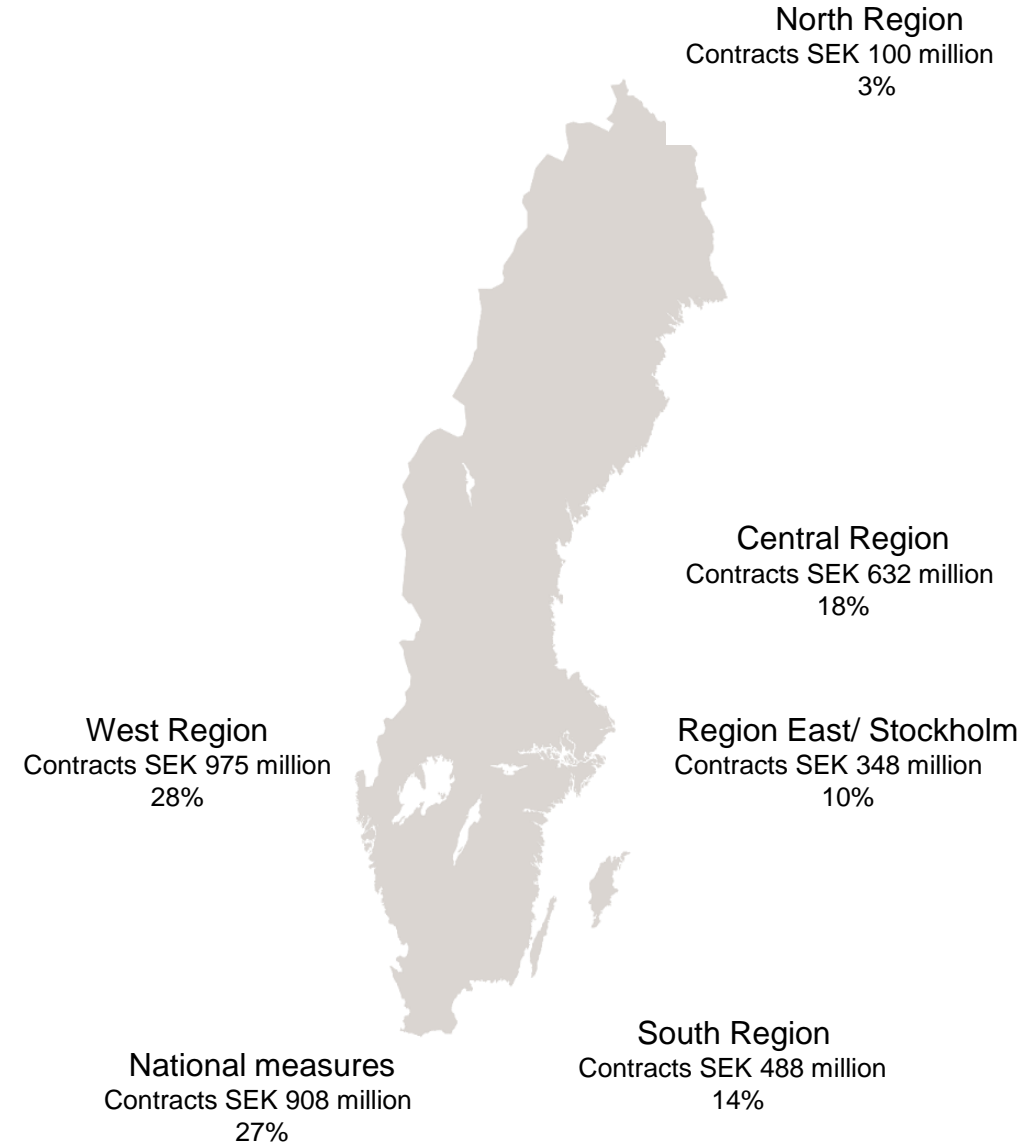 North Region
Contracts SEK 100 million
3%
Central Region
Contracts SEK 632 million
18%
West Region
Contracts SEK 975 million
28%
Region East/ Stockholm
Contracts SEK 348 million
10%
South Region
Contracts SEK 488 million
14%
National measures
Contracts SEK 908 million
27%